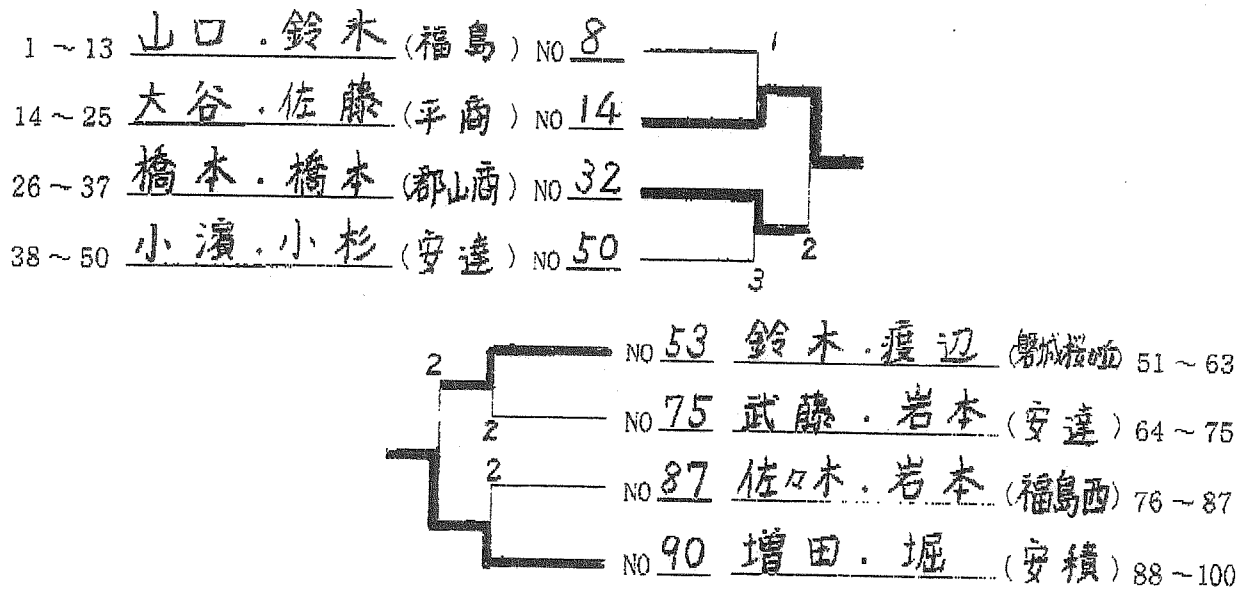 1 ~ 13 山口・鈴木 (福島) NO 8 1
14 ~ 25 大谷・佐藤 (平商) NO 14
26 ~ 37 橋本・橋本 (郡山商) NO 32
38 ~ 50 小濱・小杉 (安達) NO 50 2
3
2 NO 53 鈴木・渡辺 (磐城桜が丘) 51 ~ 63
2 NO 75 武藤・岩本 (安達) 64 ~ 75
2 NO 87 佐々木・岩本 (福島西) 76 ~ 87
NO 90 増田・堀 (安積) 88 ~ 100